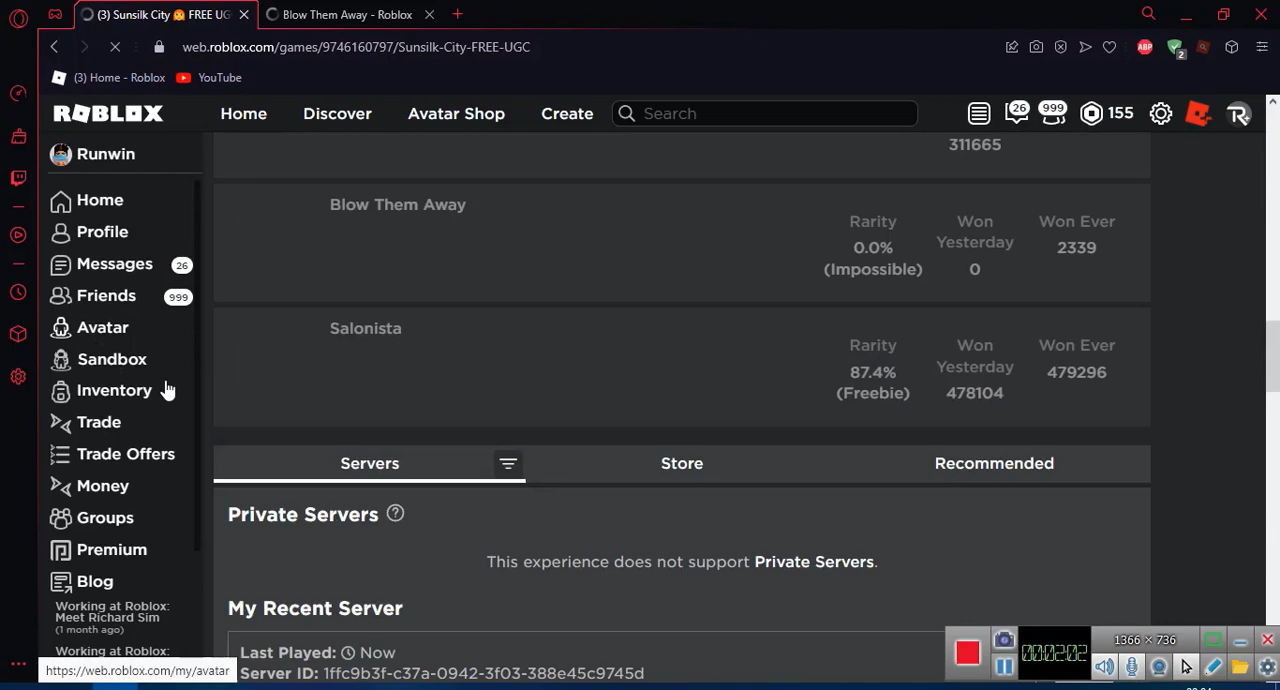 (3) Sunsilk City 🤗 FREE UG
Blow Them Away - Roblox
web.roblox.com/games/9746160797/Sunsilk-City-FREE-UGC
ABP
2
(3) Home - Roblox
YouTube
ROBLOX
Home
Discover
Avatar Shop
Create
Search
26
999
155
Runwin
Home
Profile
Messages
26
Friends
999
Avatar
Sandbox
Inventory
Trade
Trade Offers
Money
Groups
Premium
Blog
Working at Roblox:
Meet Richard Sim
(1 month ago)
Working at Roblox:
https://web.roblox.com/my/avatar
311665
Blow Them Away
Rarity
0.0%
(Impossible)
Won
Yesterday
0
Won Ever
2339
Salonista
Rarity
87.4%
(Freebie)
Won
Yesterday
478104
Won Ever
479296
Servers
Store
Recommended
Private Servers
This experience does not support Private Servers.
My Recent Server
Last Played: Now
Server ID: 1ffc9b3f-c37a-0942-3f03-388e45c9745d
00:02:02
1366 × 736